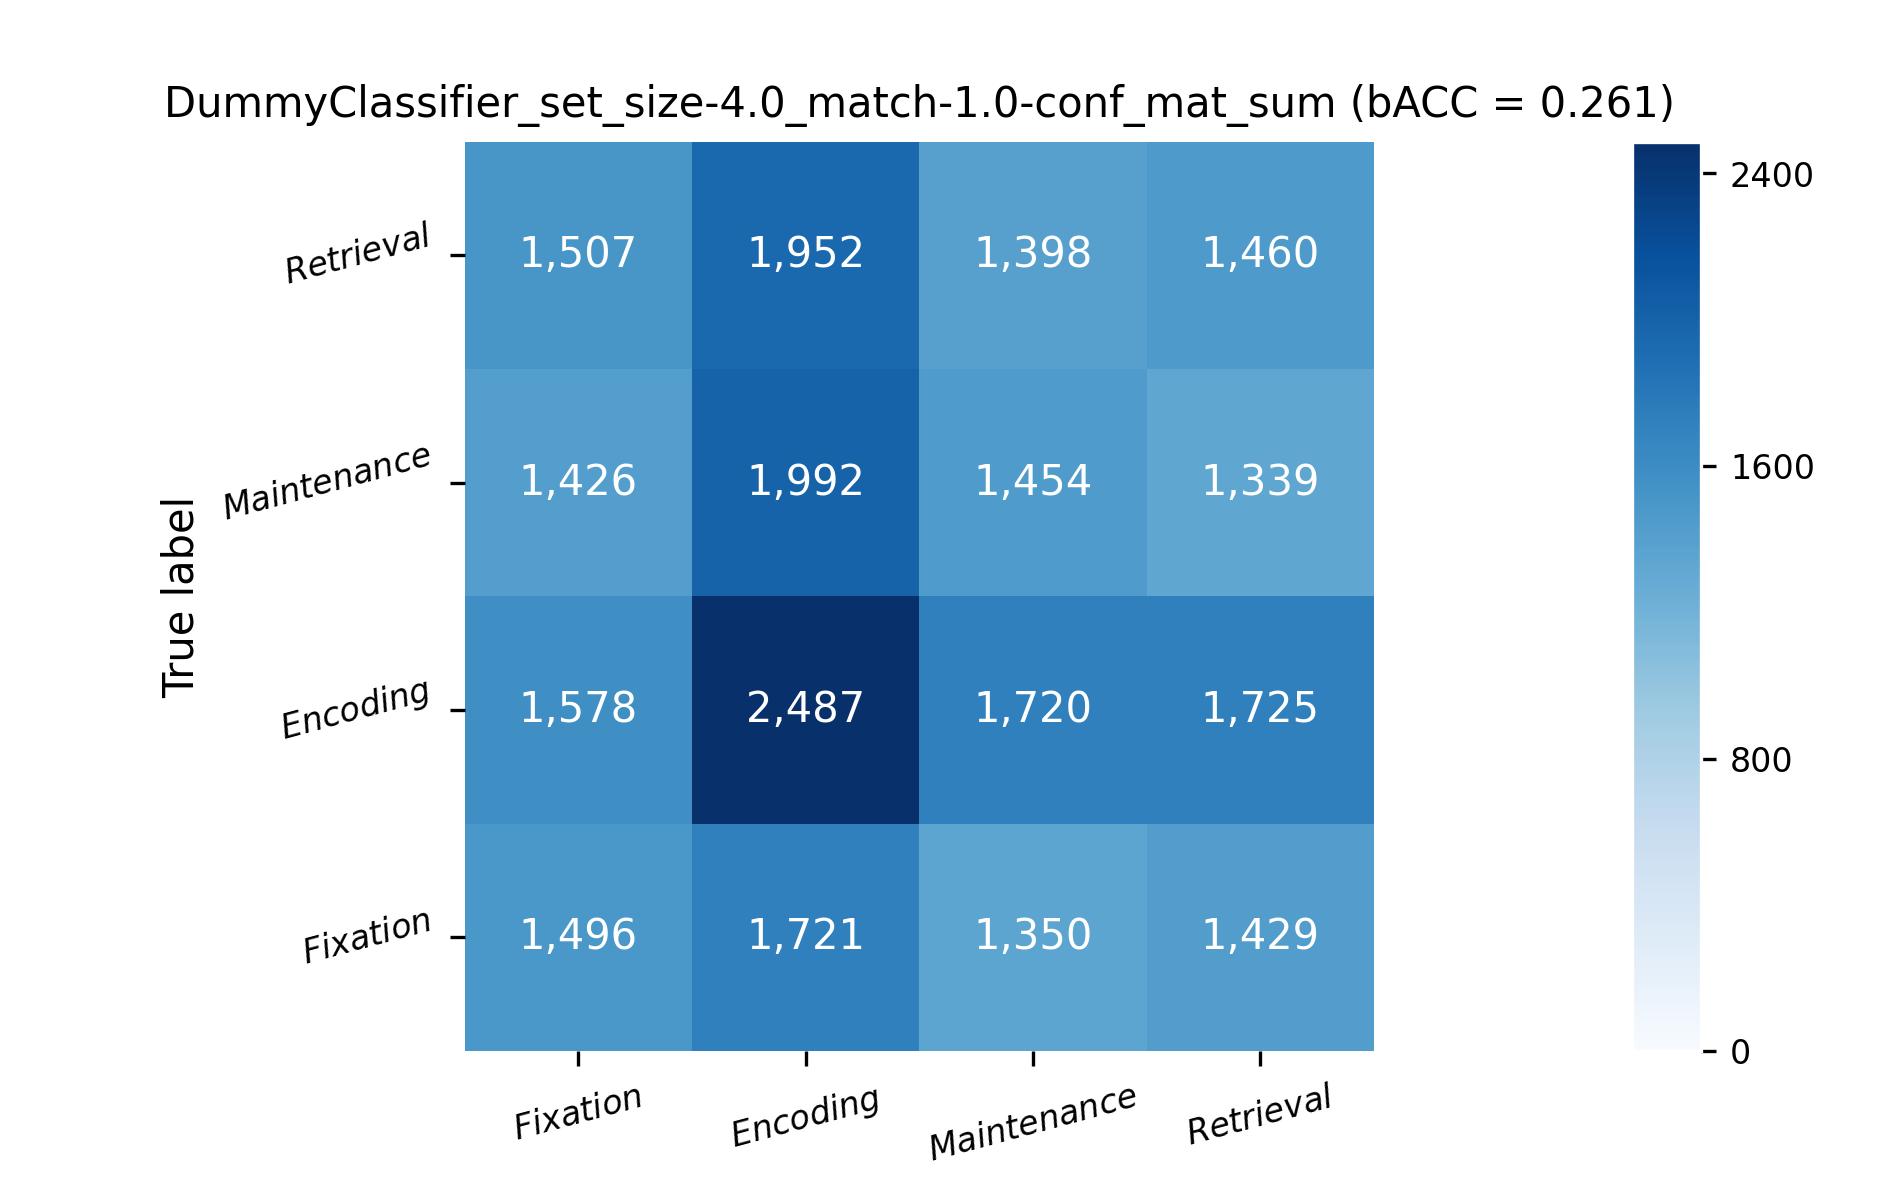 DummyClassifier_set_size-4.0_match-1.0-conf_mat_sum (bACC = 0.261)
True label
Retrieval 1,507 1,952 1,398 1,460
Maintenance 1,426 1,992 1,454 1,339
Encoding 1,578 2,487 1,720 1,725
Fixation 1,496 1,721 1,350 1,429
Fixation Encoding Maintenance Retrieval
2400
1600
800
0